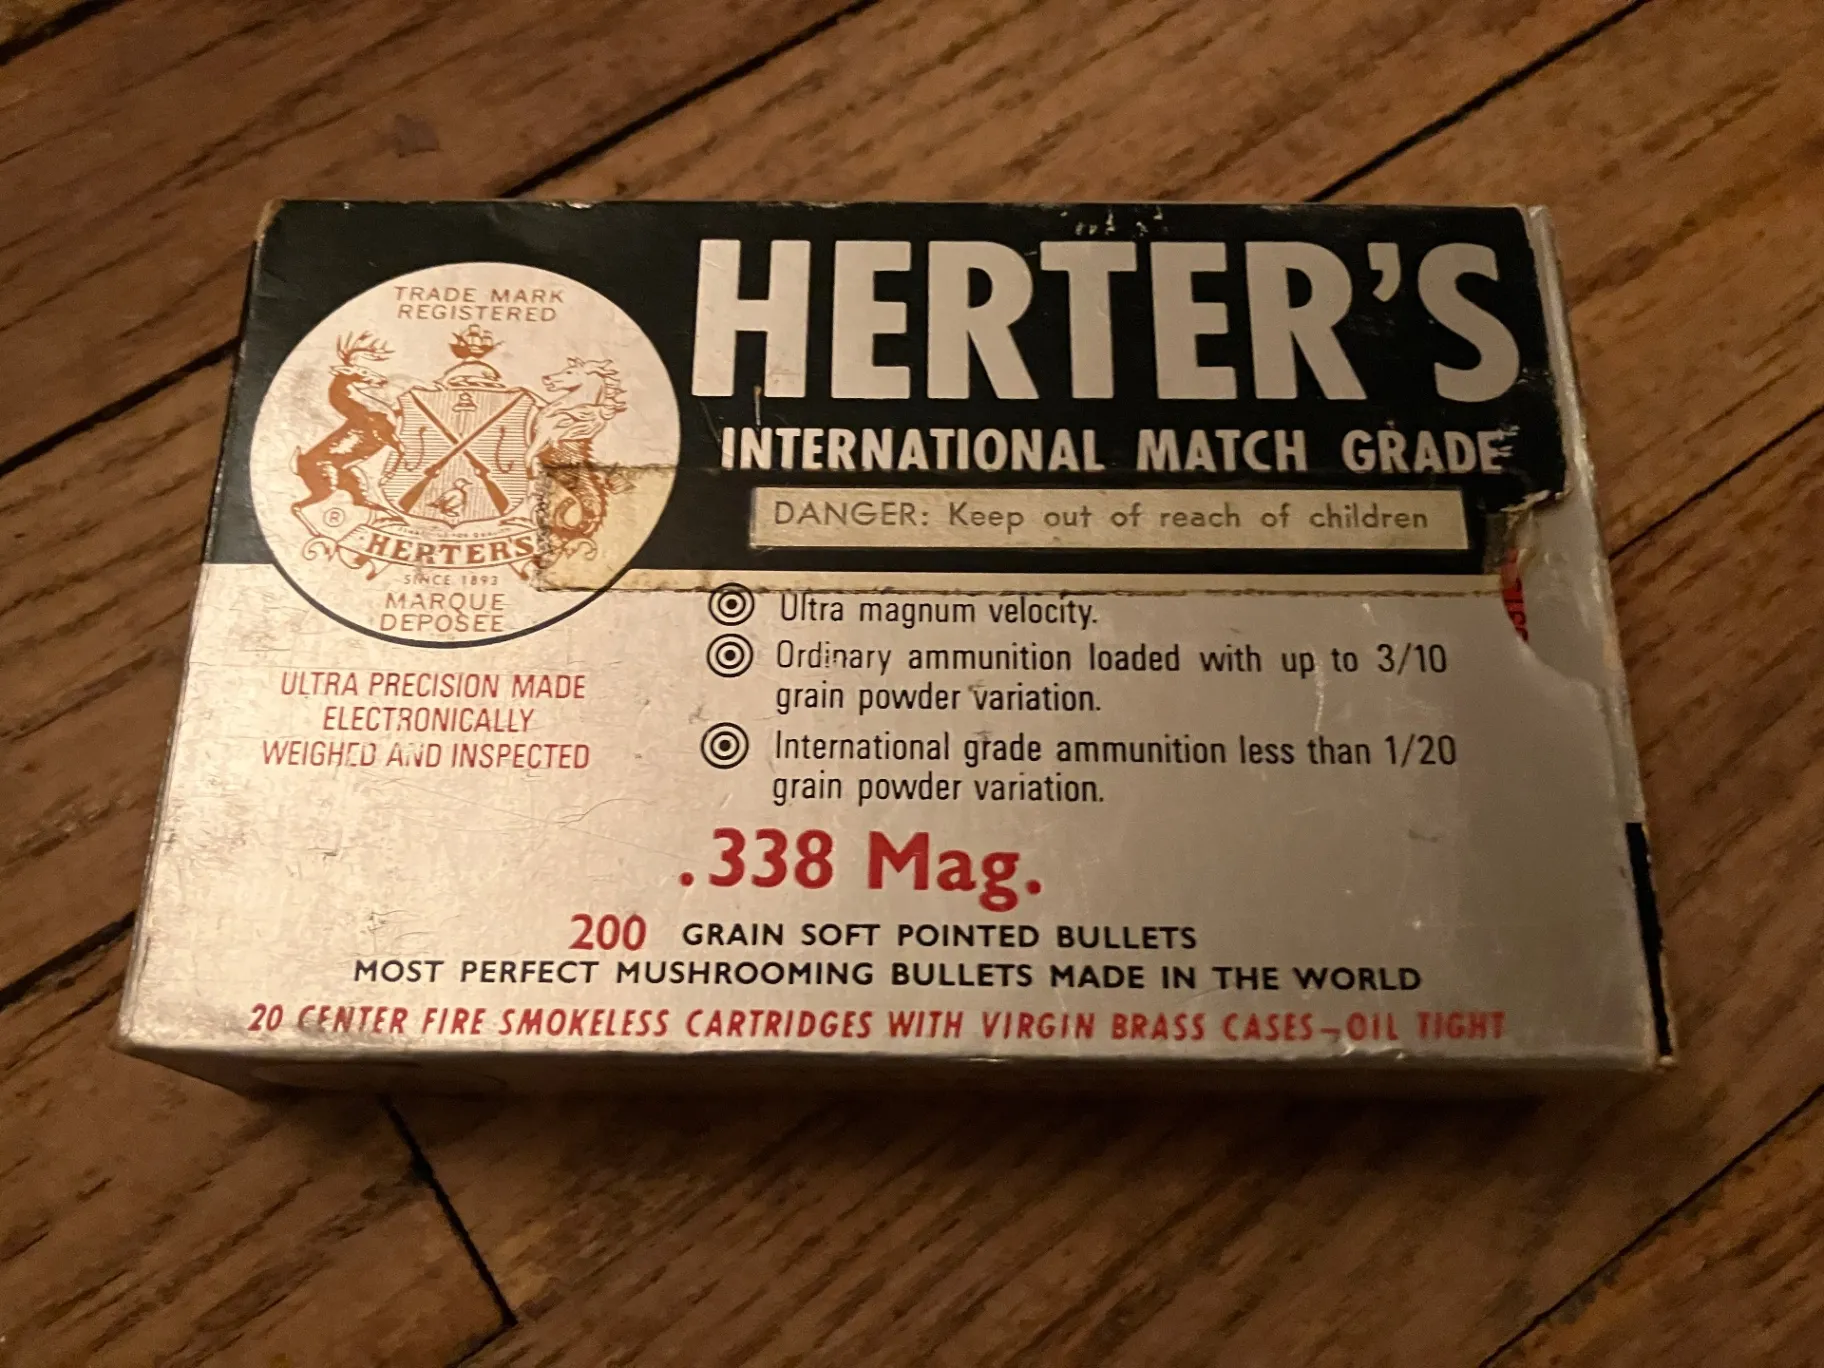 TRADE MARK
REGISTERED
®
HERTER'S
SINCE 1893
MARQUE
DEPOSEE
HERTER'S
INTERNATIONAL MATCH GRADE
DANGER: Keep out of reach of children
Ultra magnum velocity.
Ordinary ammunition loaded with up to 3/10
grain powder variation.
International grade ammunition less than 1/20
grain powder variation.
ULTRA PRECISION MADE
ELECTRONICALLY
WEIGHED AND INSPECTED
.338 Mag.
200 GRAIN SOFT POINTED BULLETS
MOST PERFECT MUSHROOMING BULLETS MADE IN THE WORLD
20 CENTER FIRE SMOKELESS CARTRIDGES WITH VIRGIN BRASS CASES-OIL TIGHT